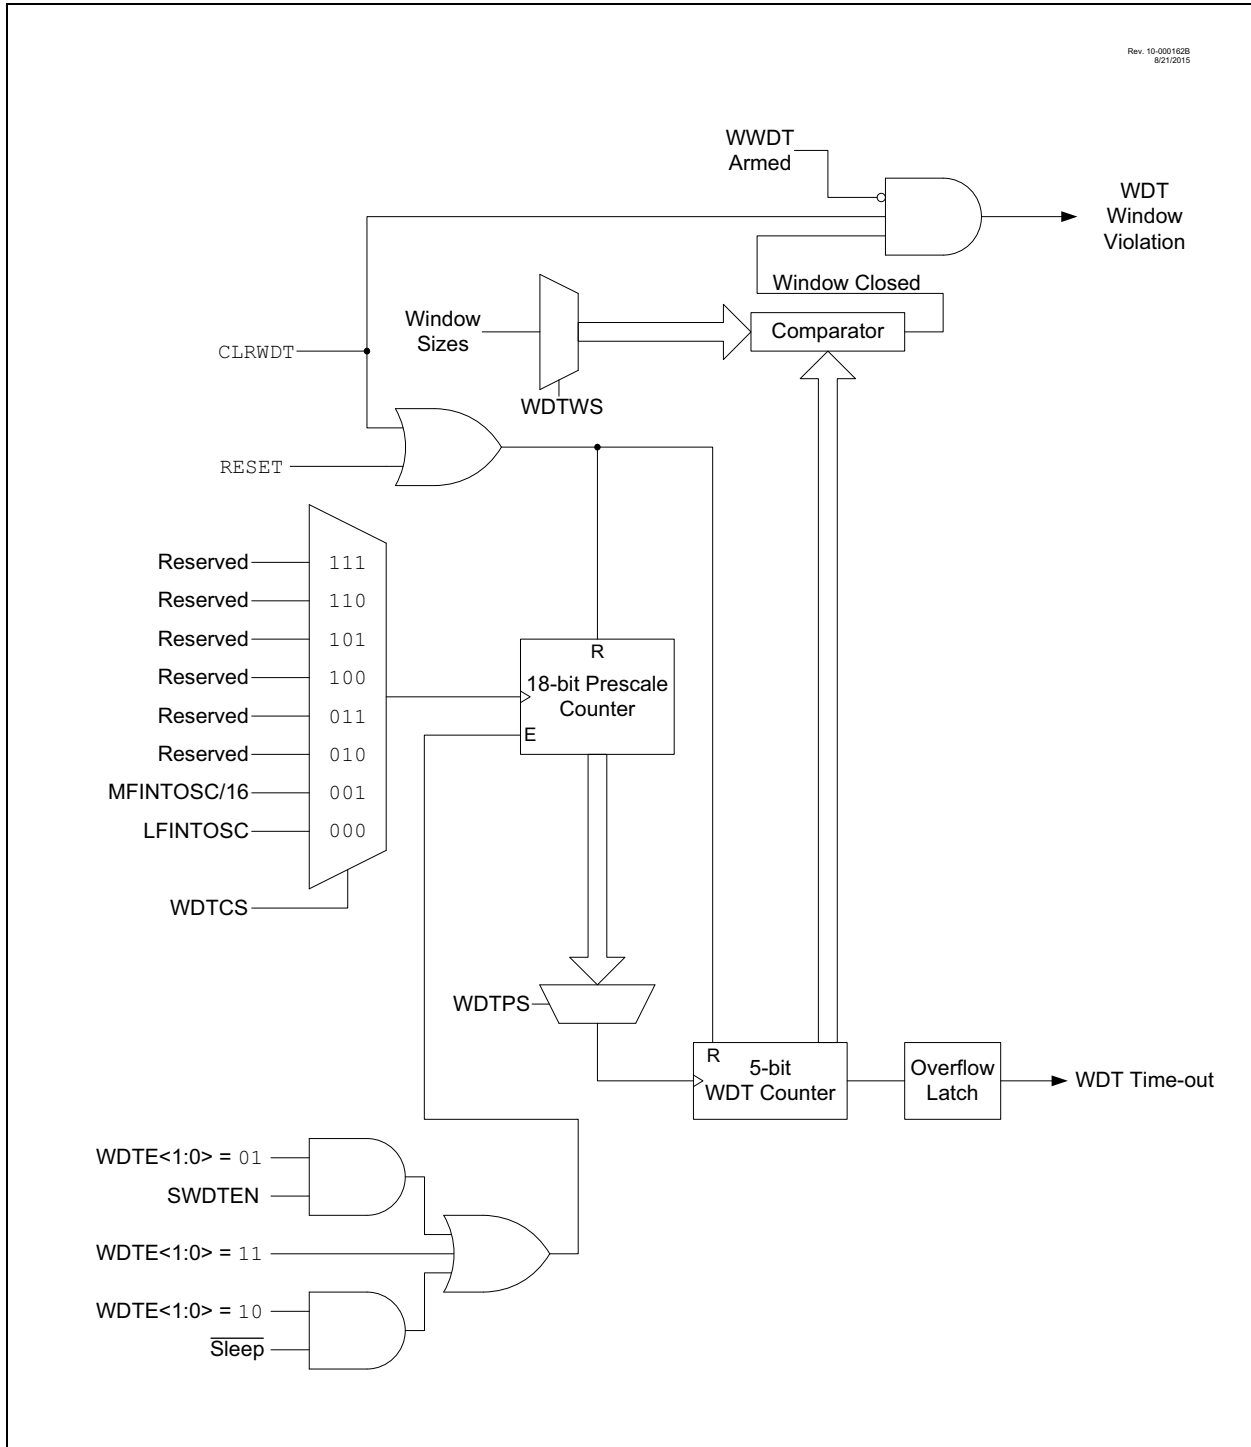 Rev. 10-000162B
8/21/2015
WWDT
Armed
WDT
Window
Violation
Window Closed
Window
Sizes
Comparator
CLRWDT
WDTWS
RESET
Reserved 111
Reserved 110
Reserved 101
Reserved 100
Reserved 011
Reserved 010
MFINTOSC/16 001
LFINTOSC 000
WDTCS
R
18-bit Prescale
Counter
E
WDTPS
R
5-bit
WDT Counter
Overflow
Latch
WDT Time-out
WDTE<1:0> = 01
SWDTEN
WDTE<1:0> = 11
WDTE<1:0> = 10
Sleep